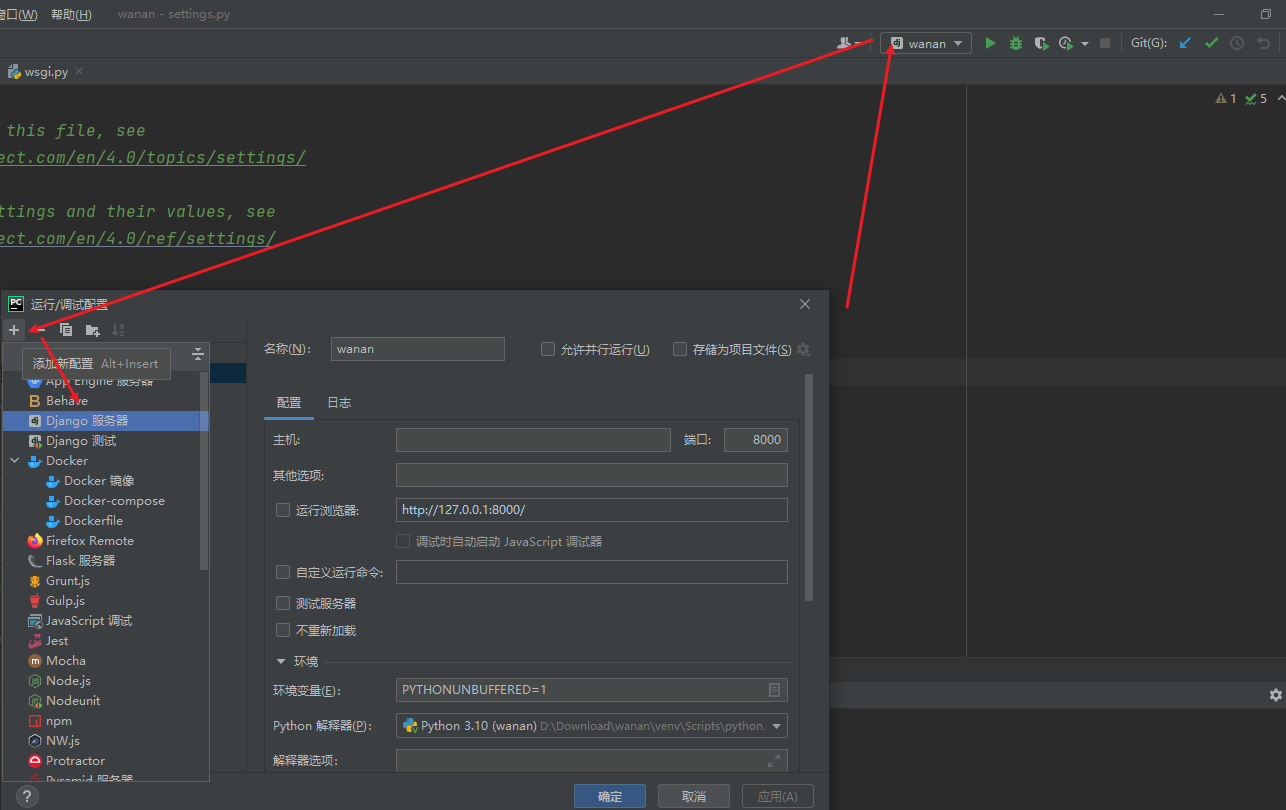 窗口(W) 帮助(H) wanan - settings.py
wanan Git(G):
wsgi.py
1 5
this file, see
ect.com/en/4.0/topics/settings/
ttings and their values, see
ect.com/en/4.0/ref/settings/
PC 运行/调试配置
添加新配置 Alt+Insert
App Engine 服务器
Behave
Django 服务器
Django 测试
Docker
Docker 镜像
Docker-compose
Dockerfile
Firefox Remote
Flask 服务器
Grunt.js
Gulp.js
JavaScript 调试
Jest
Mocha
Node.js
Nodeunit
npm
NW.js
Protractor
Pyramid 服务器
名称(N): wanan 允许并行运行(U) 存储为项目文件(S)
配置 日志
主机: 端口: 8000
其他选项:
运行浏览器: http://127.0.0.1:8000/
调试时自动启动 JavaScript 调试器
自定义运行命令:
测试服务器
不重新加载
环境
环境变量(E): PYTHONUNBUFFERED=1
Python 解释器(P): Python 3.10 (wanan) D:\Download\wanan\venv\Scripts\python.
解释器选项:
? 确定 取消 应用(A)